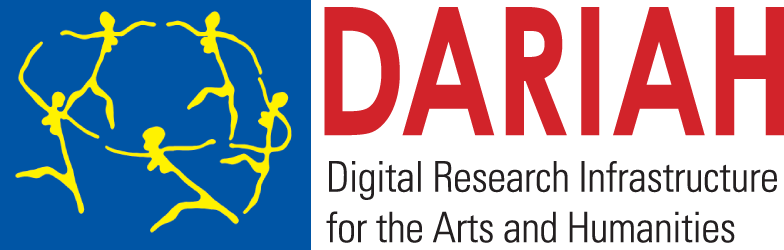 DARIAH
Digital Research Infrastructure
for the Arts and Humanities